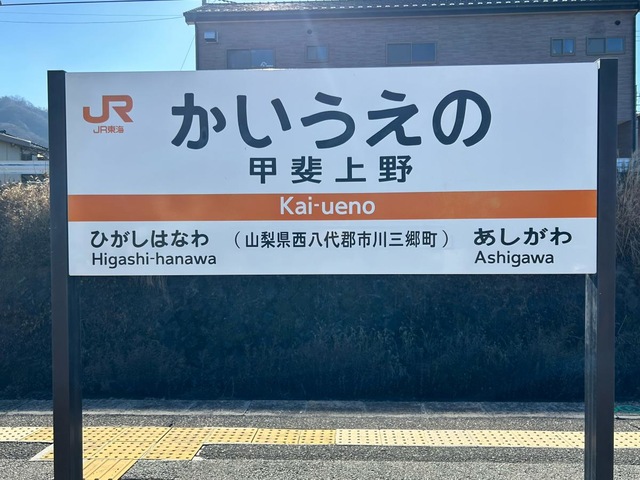 JR
JR東海
かいうえの
甲斐上野
Kai-ueno
ひがしはなわ
Higashi-hanawa
(山梨県西八代郡市川三郷町)
あしがわ
Ashigawa